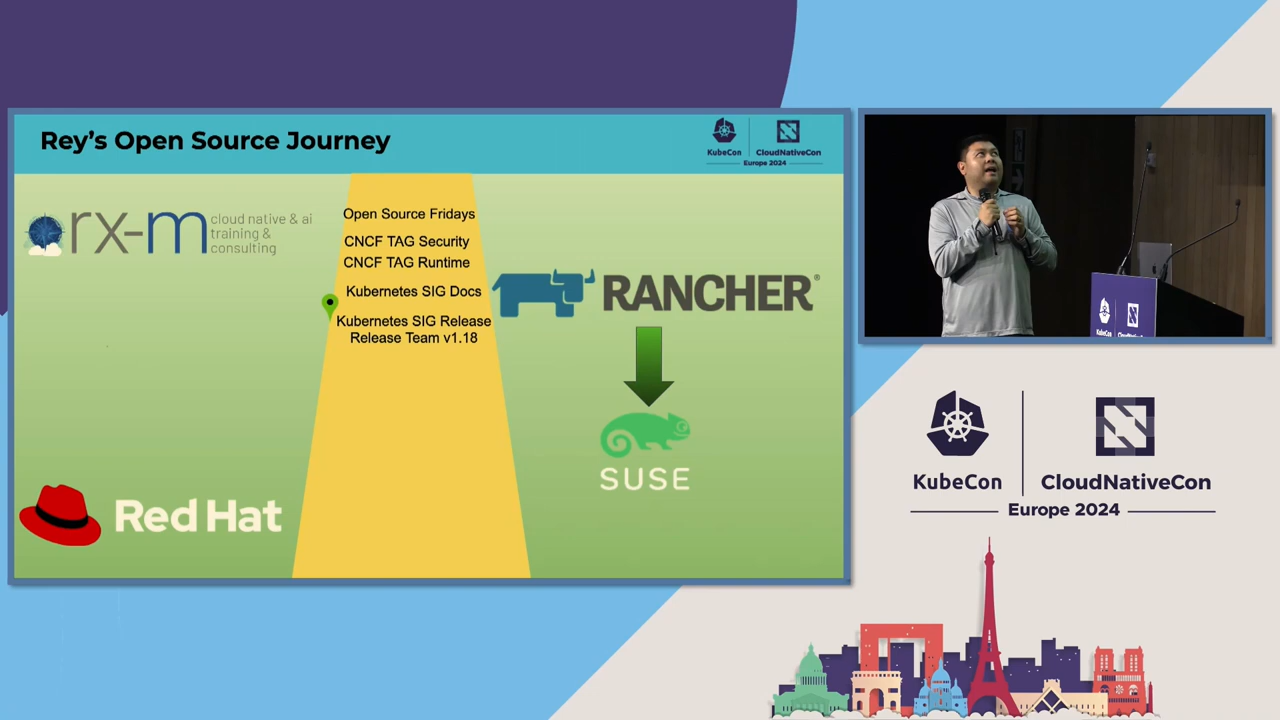 Rey's Open Source Journey
KubeCon
CloudNativeCon
Europe 2024
rx-m
cloud native & ai
training &
consulting
Open Source Fridays
CNCF TAG Security
CNCF TAG Runtime
Kubernetes SIG Docs
Kubernetes SIG Release
Release Team v1.18
RANCHER®
SUSE
Red Hat
KubeCon
CloudNativeCon
Europe 2024